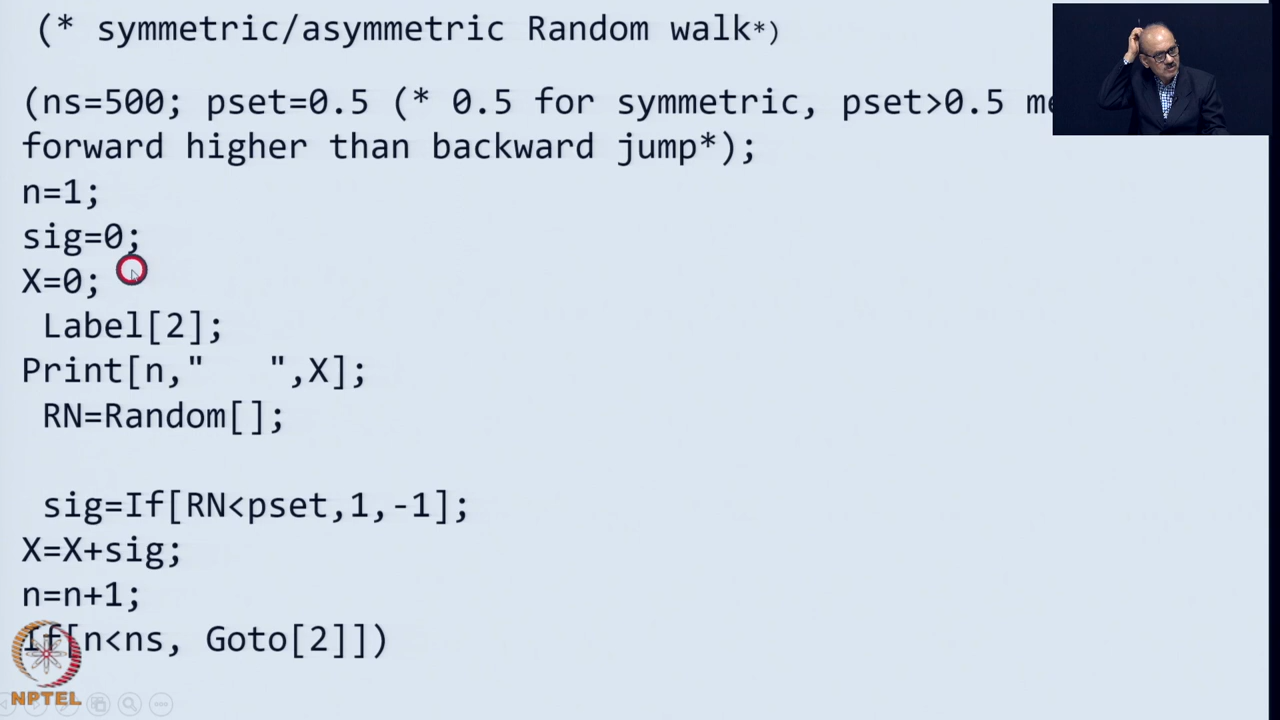 (* symmetric/asymmetric Random walk*)
(ns=500; pset=0.5 (* 0.5 for symmetric, pset>0.5
forward higher than backward jump*);
n=1;
sig=0;
X=0;
Label[2];
Print[n,"   ",X];
RN=Random[];
sig=If[RN<pset,1,-1];
X=X+sig;
n=n+1;
If[n<ns, Goto[2]])
NPTEL